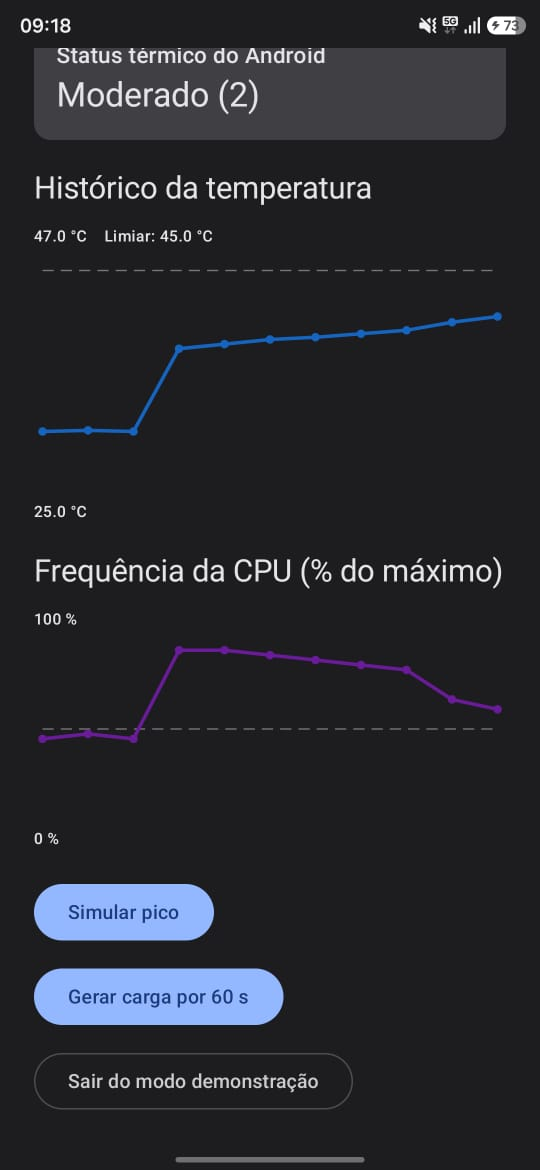 09:18
5G
73
Status térmico do Android
Moderado (2)
Histórico da temperatura
47.0 °C Limiar: 45.0 °C
25.0 °C
Frequência da CPU (% do máximo)
100 %
0 %
Simular pico
Gerar carga por 60 s
Sair do modo demonstração